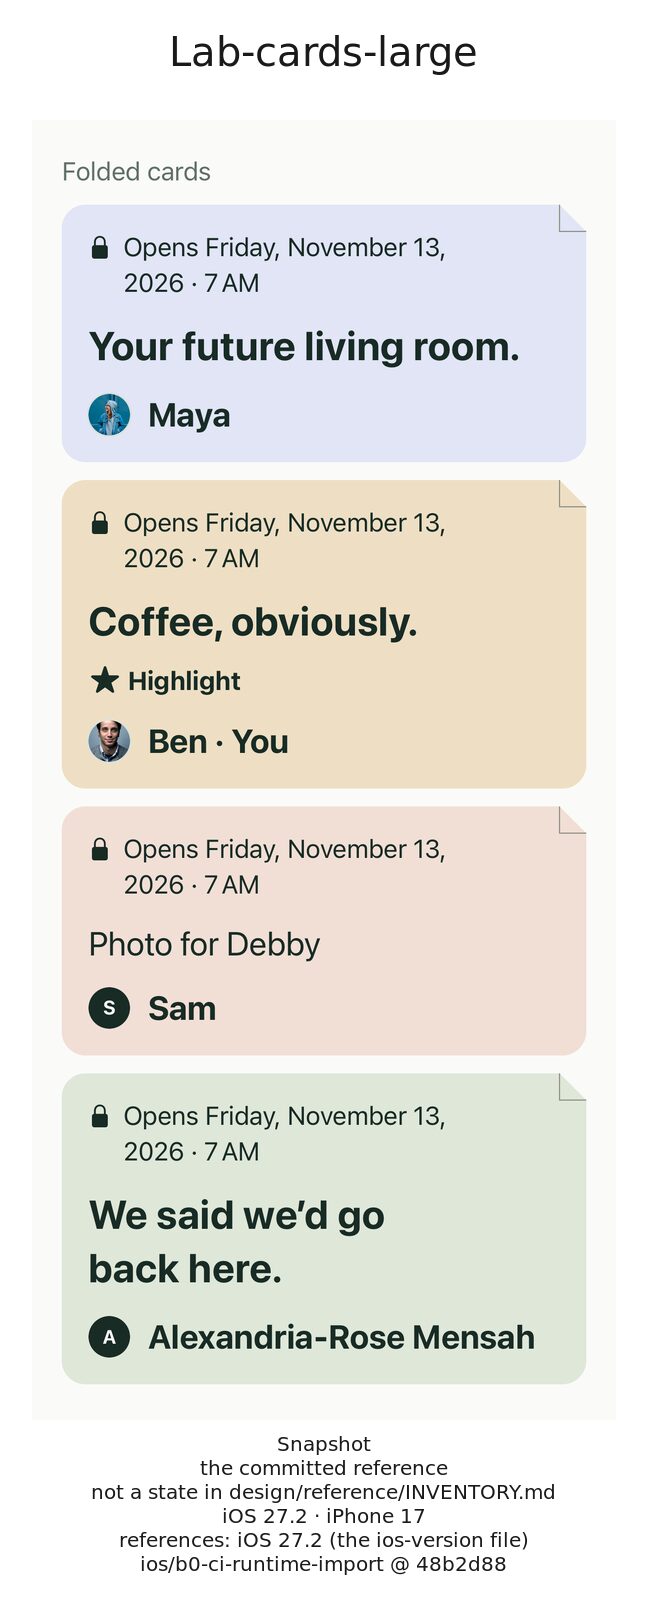 Lab-cards-large
Folded cards
Opens Friday, November 13,
2026 · 7 AM
Your future living room.
Maya
Opens Friday, November 13,
2026 · 7 AM
Coffee, obviously.
Highlight
Ben · You
Opens Friday, November 13,
2026 · 7 AM
Photo for Debby
S
Sam
Opens Friday, November 13,
2026 · 7 AM
We said we’d go
back here.
A
Alexandria-Rose Mensah
Snapshot
the committed reference
not a state in design/reference/INVENTORY.md
iOS 27.2 · iPhone 17
references: iOS 27.2 (the ios-version file)
ios/b0-ci-runtime-import @ 48b2d88